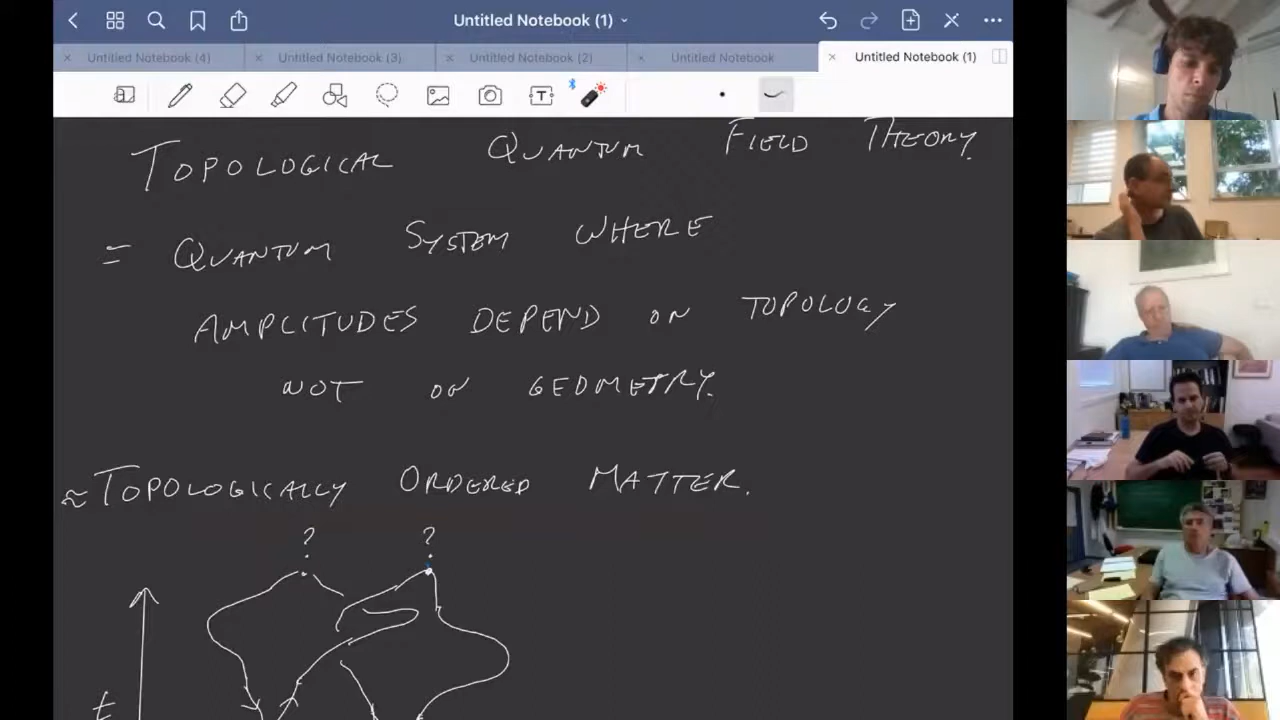 Untitled Notebook (1)
Untitled Notebook (4) Untitled Notebook (3) Untitled Notebook (2) Untitled Notebook Untitled Notebook (1)
T
TOPOLOGICAL QUANTUM FIELD THEORY.
= QUANTUM SYSTEM WHERE
AMPLITUDES DEPEND ON TOPOLOGY
NOT ON GEOMETRY.
≈ TOPOLOGICALLY ORDERED MATTER.
? ?
t